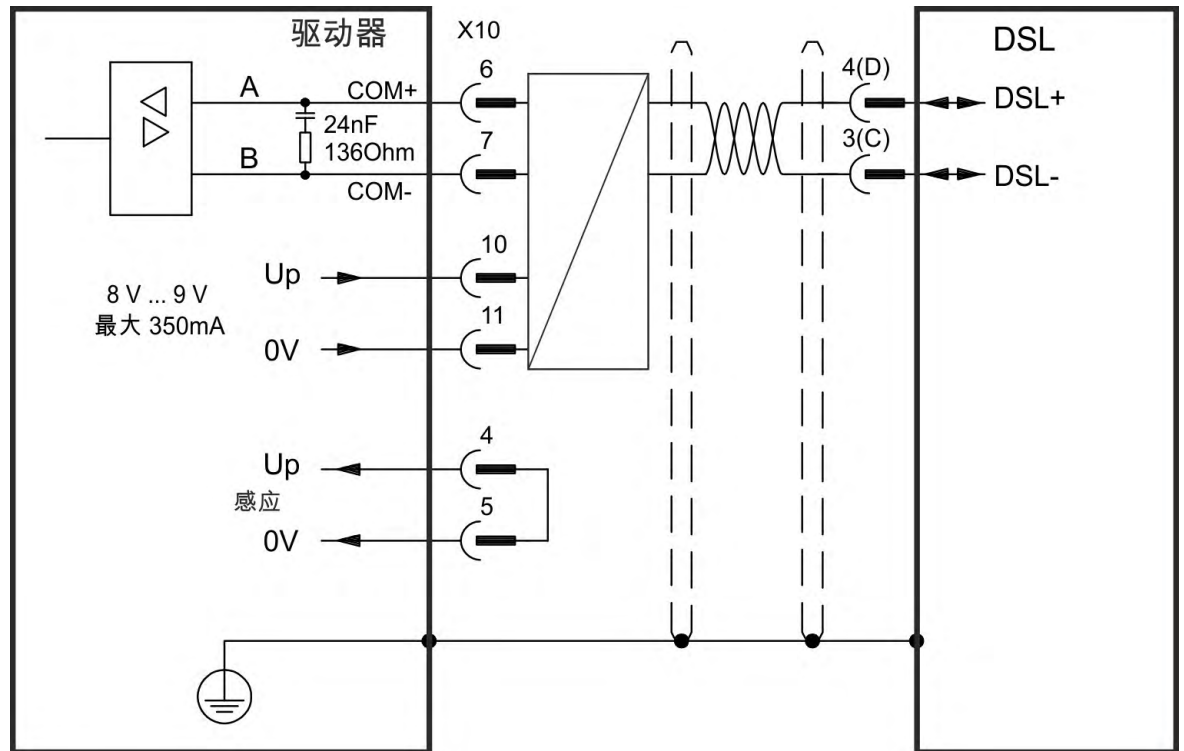 驱动器
X10
DSL
A
COM+
6
4(D)
DSL+
24nF
136Ohm
B
COM-
7
3(C)
DSL-
Up
10
8 V ... 9 V
最大 350mA
0V
11
Up
4
感应
0V
5